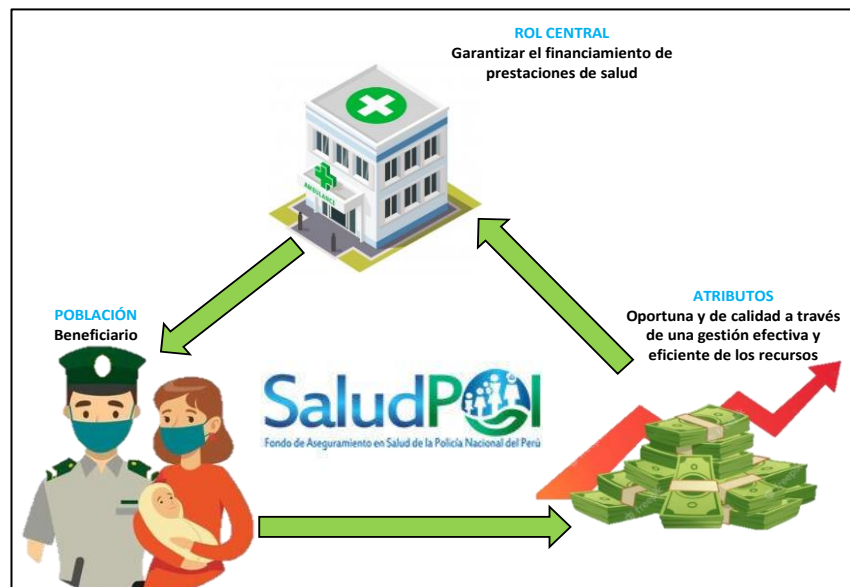 ROL CENTRAL
Garantizar el financiamiento de
prestaciones de salud
AMBULANCE
POBLACIÓN
Beneficiario
ATRIBUTOS
Oportuna y de calidad a través
de una gestión efectiva y
eficiente de los recursos
SaludPol
Fondo de Aseguramiento en Salud de la Policía Nacional del Perú